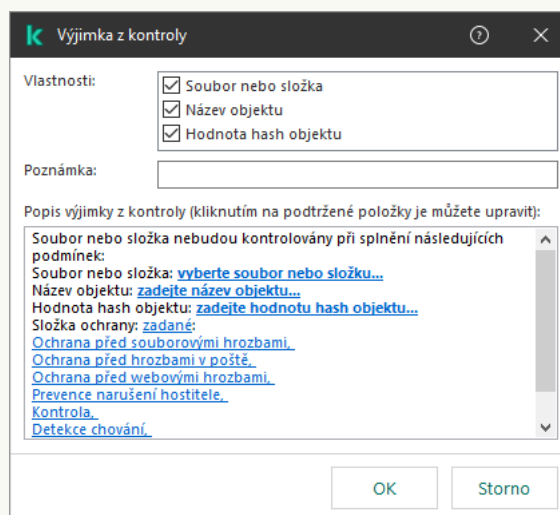 Výjimka z kontroly
Vlastnosti:
Soubor nebo složka
Název objektu
Hodnota hash objektu
Poznámka:
Popis výjimky z kontroly (kliknutím na podtržené položky je můžete upravit):
Soubor nebo složka nebudou kontrolovány při splnění následujících
podmínek:
Soubor nebo složka: vyberte soubor nebo složku...
Název objektu: zadejte název objektu...
Hodnota hash objektu: zadejte hodnotu hash objektu...
Složka ochrany: zadané:
Ochrana před souborovými hrozbami,
Ochrana před hrozbami v poště,
Ochrana před webovými hrozbami,
Prevence narušení hostitele,
Kontrola,
Detekce chování,
OK
Storno